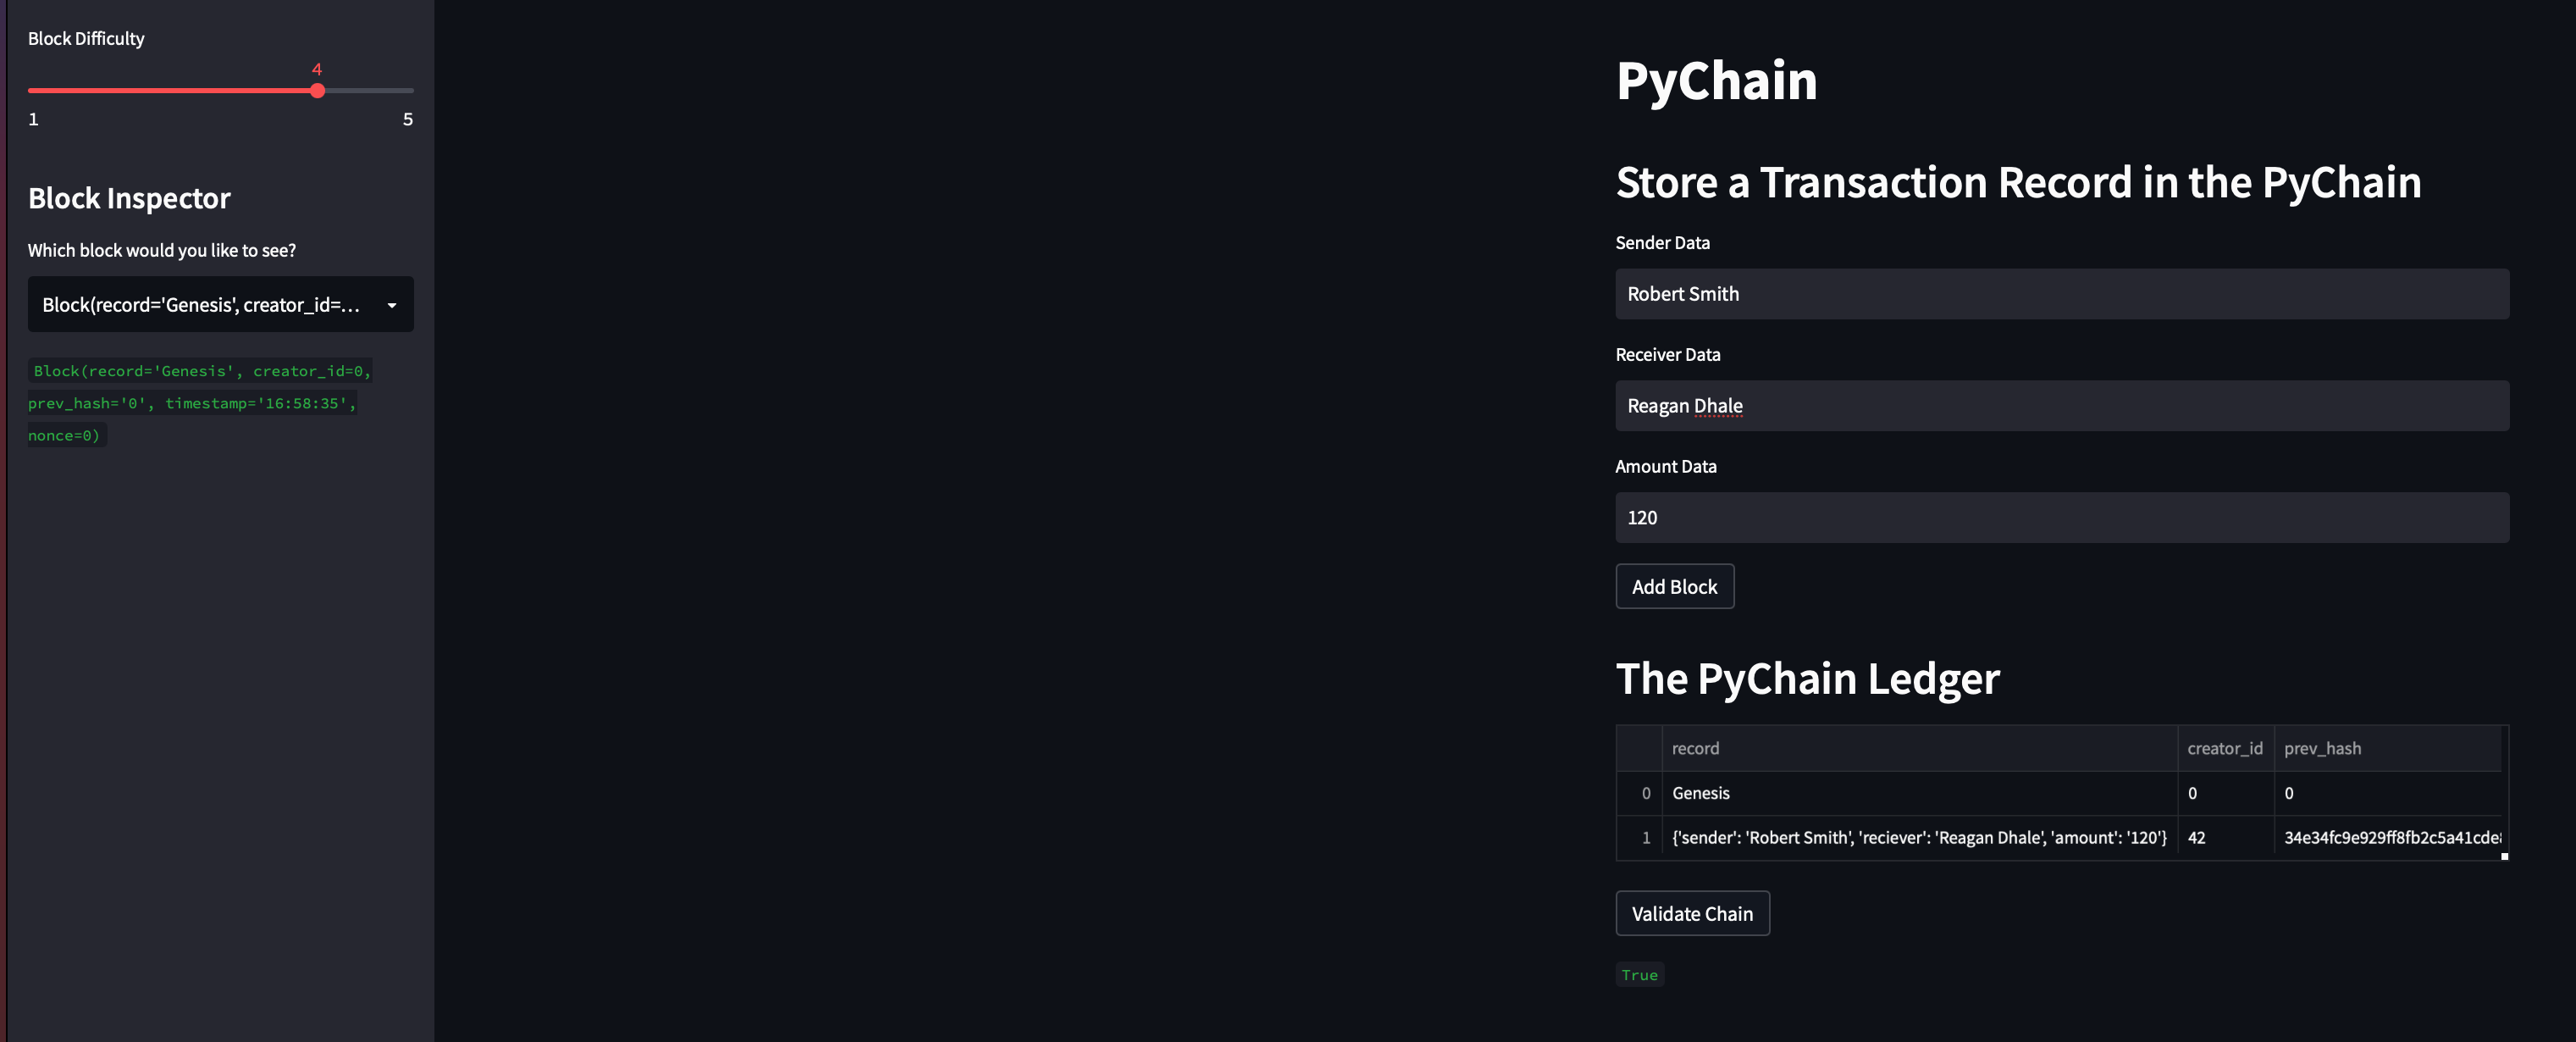 Block Difficulty
4
1 5
Block Inspector
Which block would you like to see?
Block(record='Genesis', creator_id=...
Block(record='Genesis', creator_id=0,
prev_hash='0', timestamp='16:58:35',
nonce=0)
PyChain
Store a Transaction Record in the PyChain
Sender Data
Robert Smith
Receiver Data
Reagan Dhale
Amount Data
120
Add Block
The PyChain Ledger
record creator_id prev_hash
0 Genesis 0 0
1 {'sender': 'Robert Smith', 'reciever': 'Reagan Dhale', 'amount': '120'} 42 34e34fc9e929ff8fb2c5a41cde
Validate Chain
True